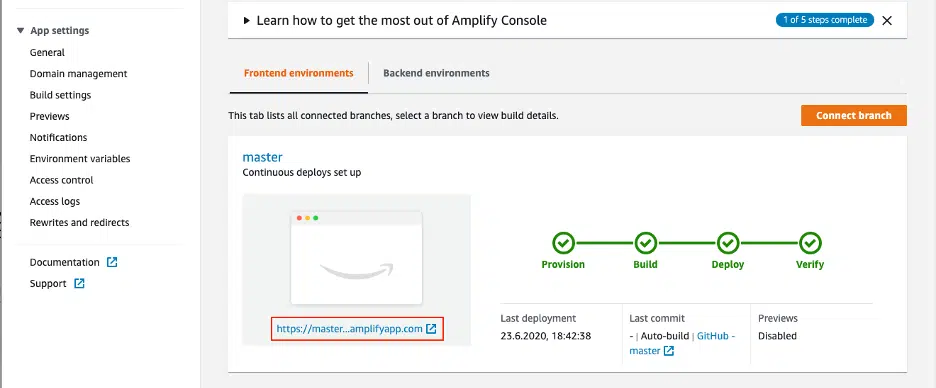 Learn how to get the most out of Amplify Console
1 of 5 steps complete
App settings
General
Domain management
Build settings
Previews
Notifications
Environment variables
Access control
Access logs
Rewrites and redirects
Documentation
Support
Frontend environments
Backend environments
This tab lists all connected branches, select a branch to view build details.
Connect branch
master
Continuous deploys set up
https://master...amplifyapp.com
Provision
Build
Deploy
Verify
Last deployment
23.6.2020, 18:42:38
Last commit
- | Auto-build | GitHub -
master
Previews
Disabled